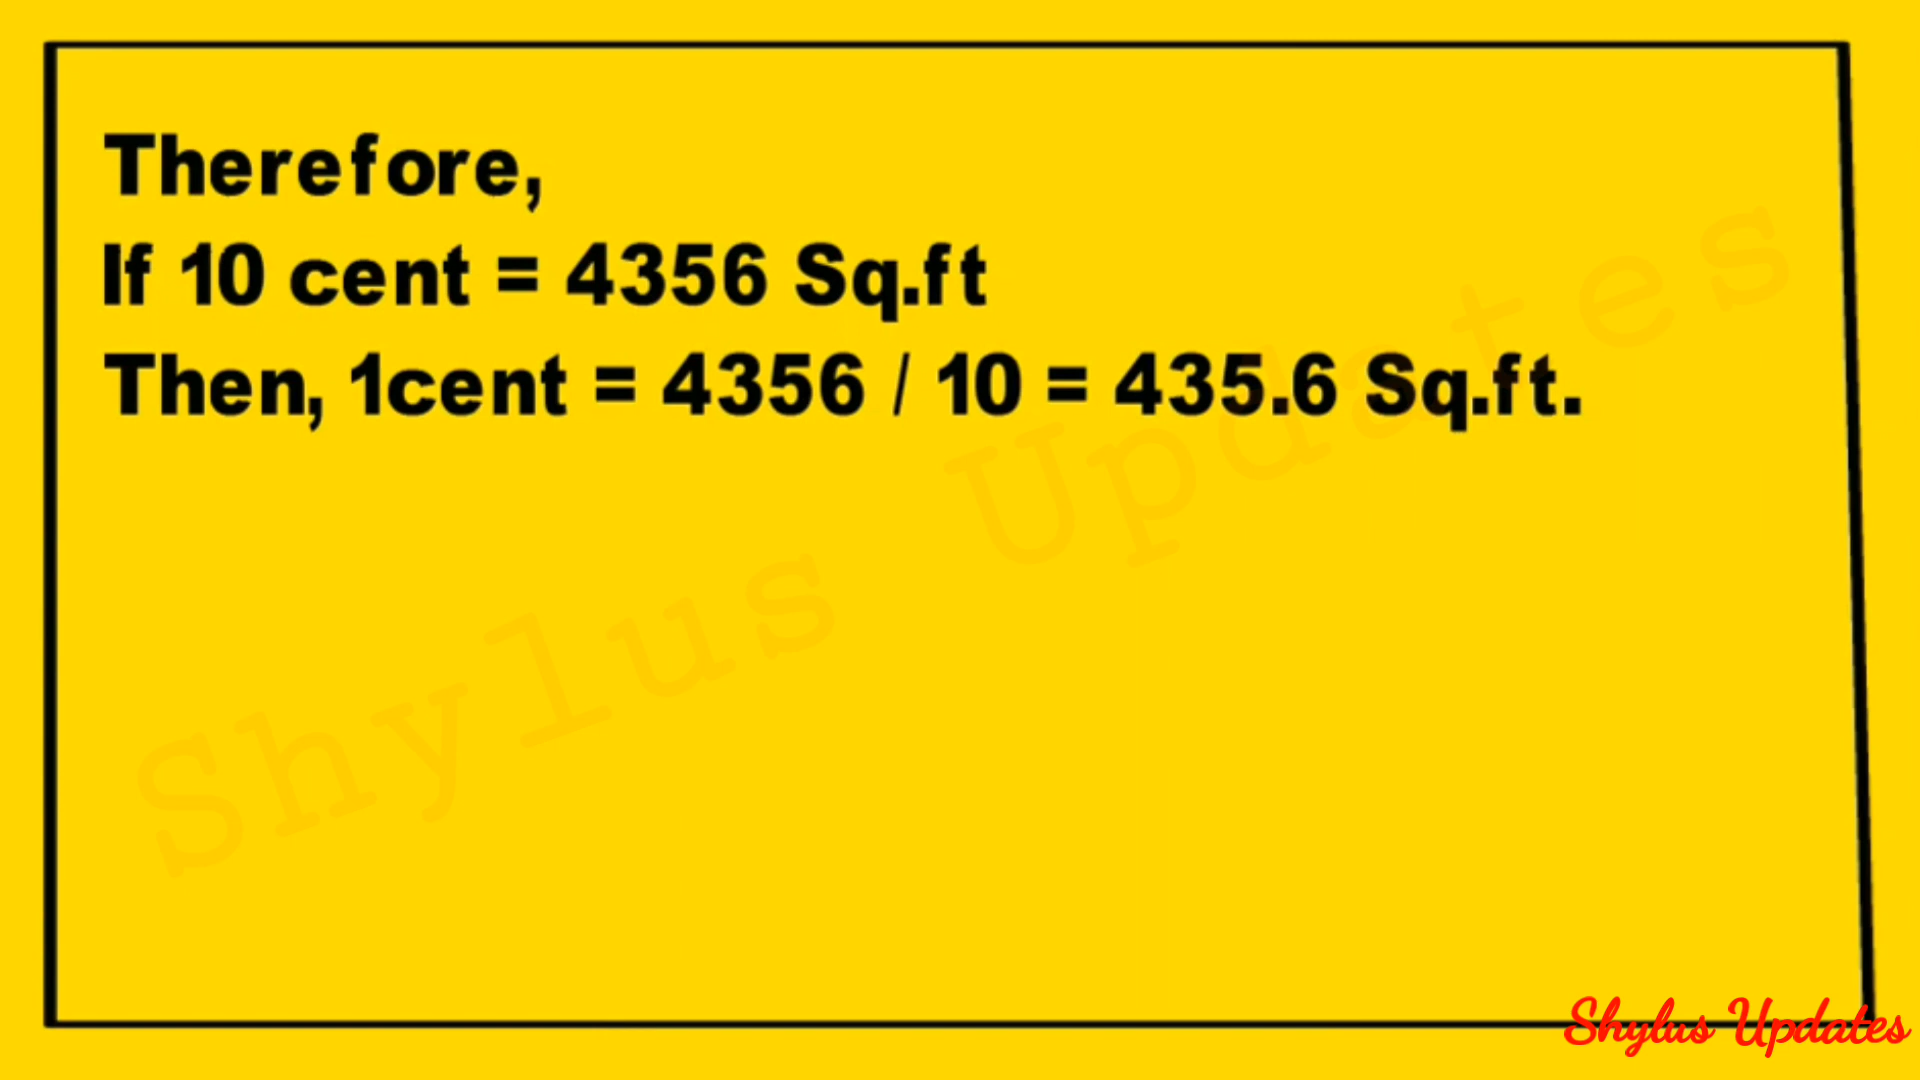 Therefore,
If 10 cent = 4356 Sq.ft
Then, 1cent = 4356 / 10 = 435.6 Sq.ft.
Shylus Updates
Shylus Updates